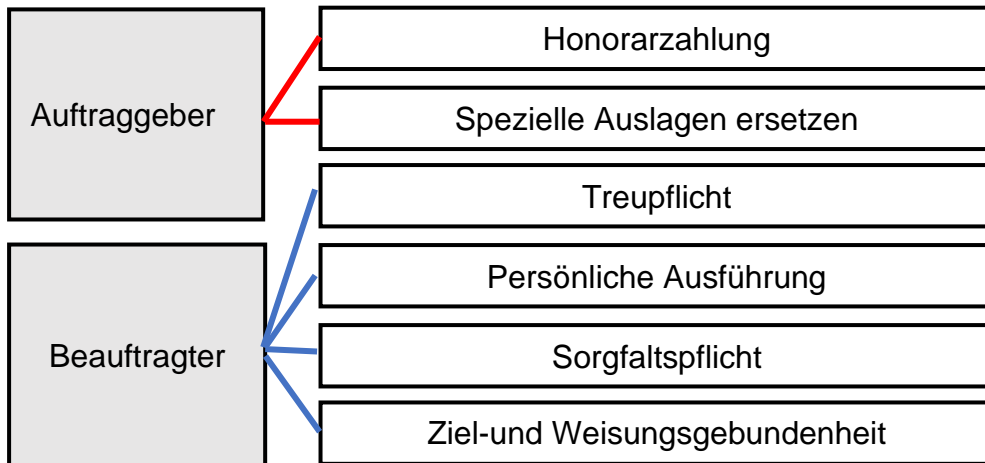 Auftraggeber
Honorarzahlung
Spezielle Auslagen ersetzen
Beauftragter
Treupflicht
Persönliche Ausführung
Sorgfaltspflicht
Ziel-und Weisungsgebundenheit